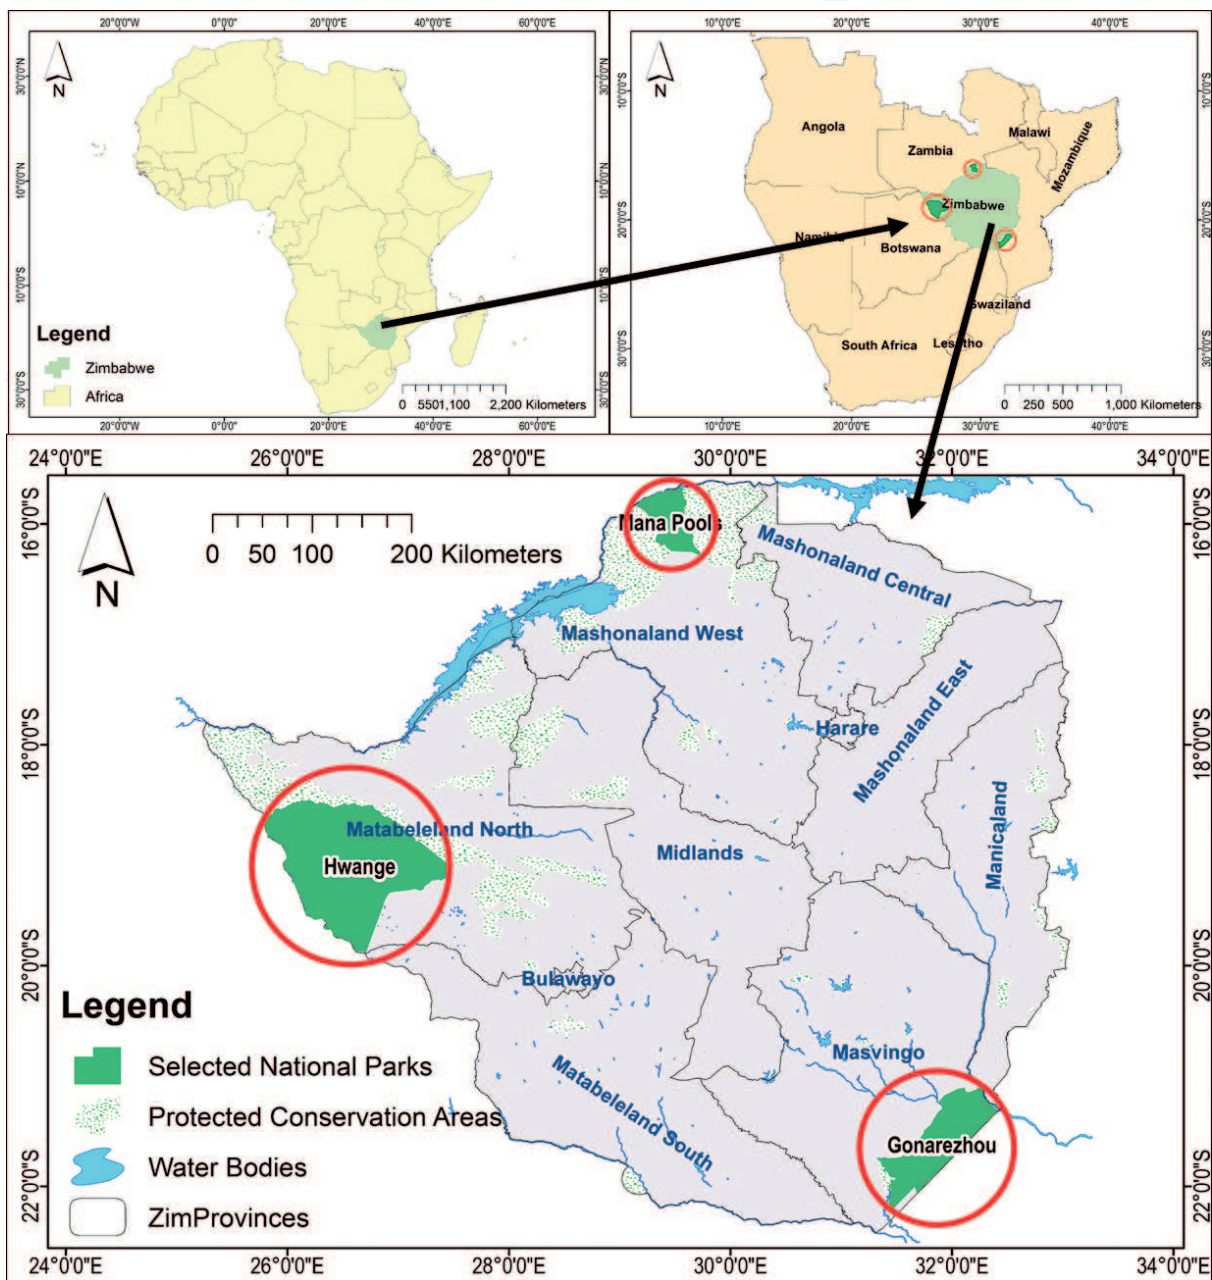 20°0'0"W 0°0'0" 20°0'0"E 40°0'0"E 60°0'0"E
30°0'0"N
10°0'0"N
10°0'0"S
30°0'0"S
N
30°0'0"N
10°0'0"N
10°0'0"S
30°0'0"S
Legend
Zimbabwe
Africa
0 5501,100 2,200 Kilometers
20°0'0"W 0°0'0" 20°0'0"E 40°0'0"E 60°0'0"E
10°0'0"E 20°0'0"E 30°0'0"E 40°0'0"E
10°0'0"S
20°0'0"S
30°0'0"S
N
Angola
Zambia
Malawi
Mozambique
Zimbabwe
Namibia
Botswana
Swaziland
South Africa
Lesotho
10°0'0"S
20°0'0"S
30°0'0"S
0 250 500 1,000 Kilometers
10°0'0"E 20°0'0"E 30°0'0"E 40°0'0"E
24°0'0"E 26°0'0"E 28°0'0"E 30°0'0"E 32°0'0"E 34°0'0"E
16°0'0"S
18°0'0"S
20°0'0"S
22°0'0"S
N
0 50 100 200 Kilometers
Mana Pools
Mashonaland Central
Mashonaland West
Mashonaland East
Harare
Manicaland
Matabeleland North
Hwange
Midlands
Bulawayo
Masvingo
Matabeleland South
Gonarezhou
16°0'0"S
18°0'0"S
20°0'0"S
22°0'0"S
Legend
Selected National Parks
Protected Conservation Areas
Water Bodies
ZimProvinces
24°0'0"E 26°0'0"E 28°0'0"E 30°0'0"E 32°0'0"E 34°0'0"E